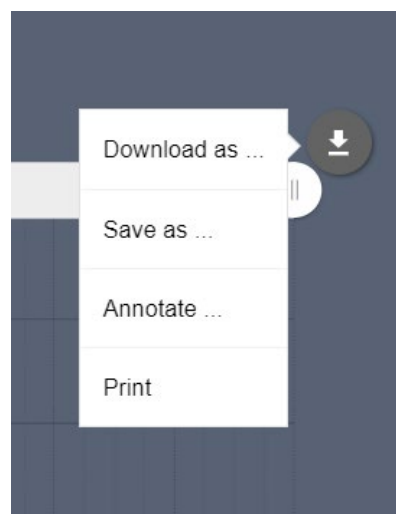 Download as ...
Save as ...
Annotate ...
Print